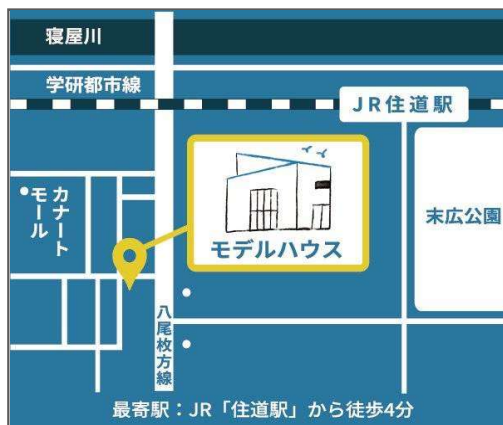 寝屋川
学研都市線
JR住道駅
カナート
モール
モデルハウス
末広公園
八尾枚方線
最寄駅：JR「住道駅」から徒歩4分